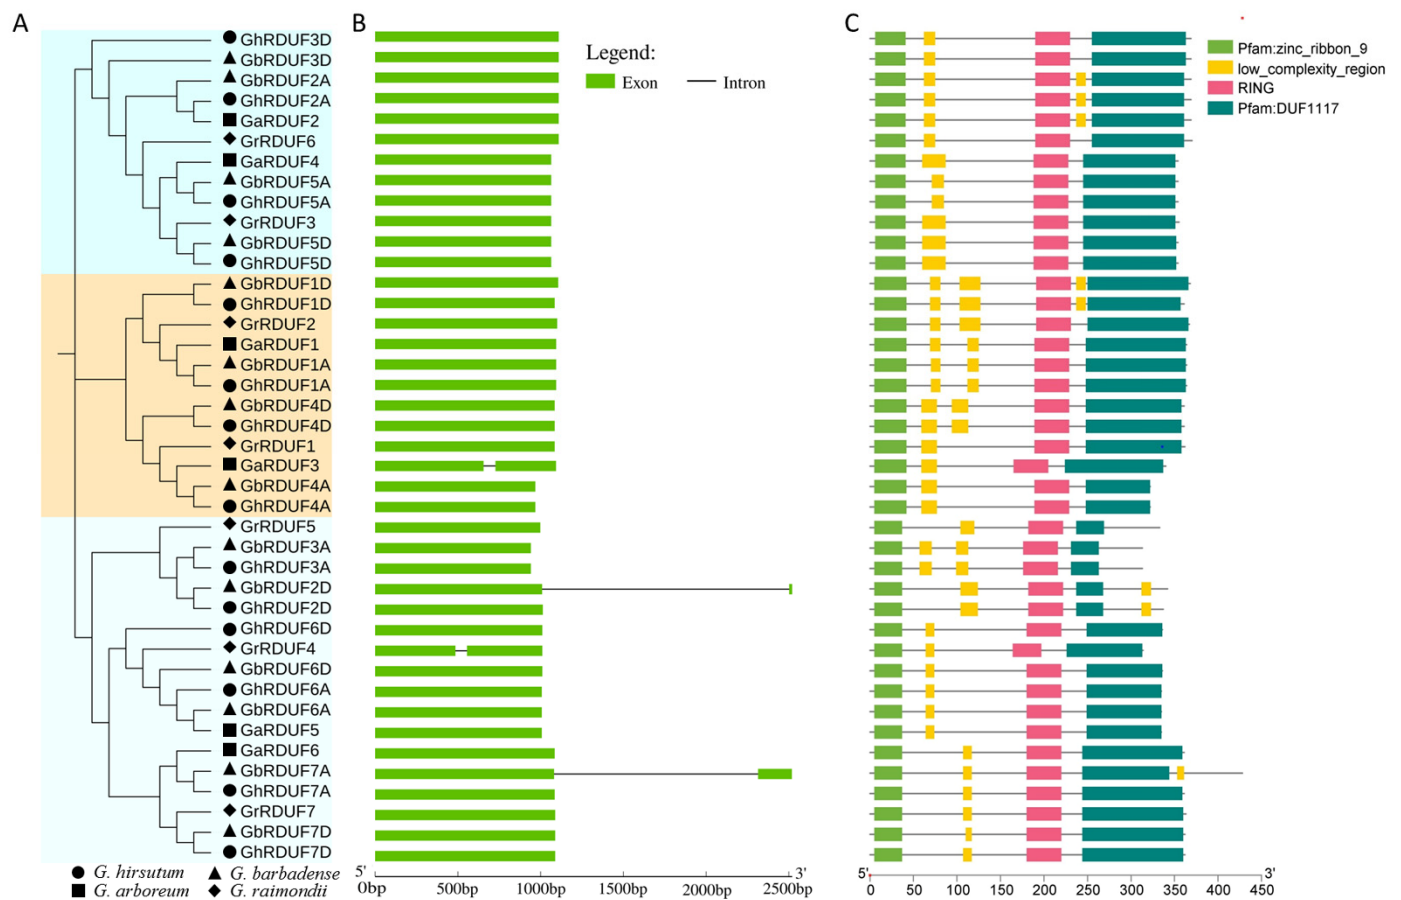 A
GhRDUF3D
GbRDUF3D
GbRDUF2A
GhRDUF2A
GaRDUF2
GrRDUF6
GaRDUF4
GbRDUF5A
GhRDUF5A
GrRDUF3
GbRDUF5D
GhRDUF5D
GbRDUF1D
GhRDUF1D
GrRDUF2
GaRDUF1
GbRDUF1A
GhRDUF1A
GbRDUF4D
GhRDUF4D
GrRDUF1
GaRDUF3
GbRDUF4A
GhRDUF4A
GrRDUF5
GbRDUF3A
GhRDUF3A
GbRDUF2D
GhRDUF2D
GhRDUF6D
GrRDUF4
GbRDUF6D
GhRDUF6A
GbRDUF6A
GaRDUF5
GaRDUF6
GbRDUF7A
GhRDUF7A
GrRDUF7
GbRDUF7D
GhRDUF7D
G. hirsutum G. barbadense
G. arboreum G. raimondii
B
Legend:
Exon Intron
5' 3'
0bp 500bp 1000bp 1500bp 2000bp 2500bp
C
Pfam:zinc_ribbon_9
low_complexity_region
RING
Pfam:DUF1117
5' 3'
0 50 100 150 200 250 300 350 400 450